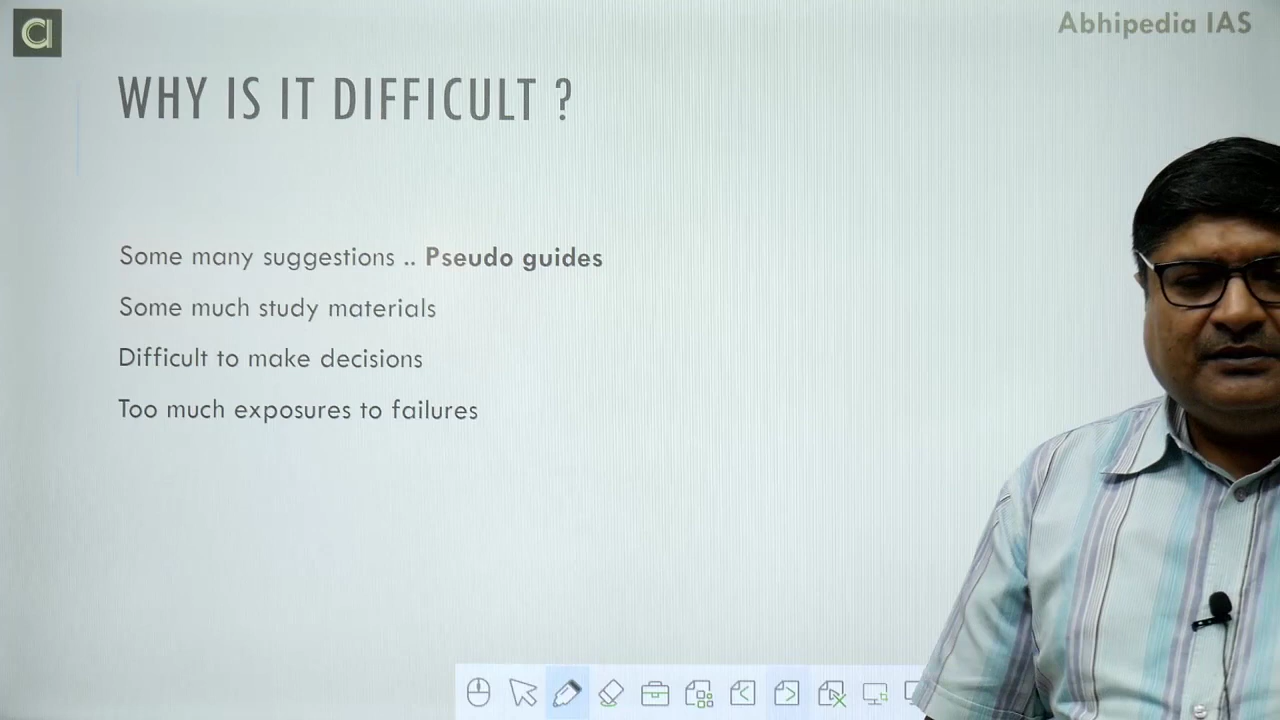 Abhipedia IAS
WHY IS IT DIFFICULT ?
Some many suggestions .. Pseudo guides
Some much study materials
Difficult to make decisions
Too much exposures to failures